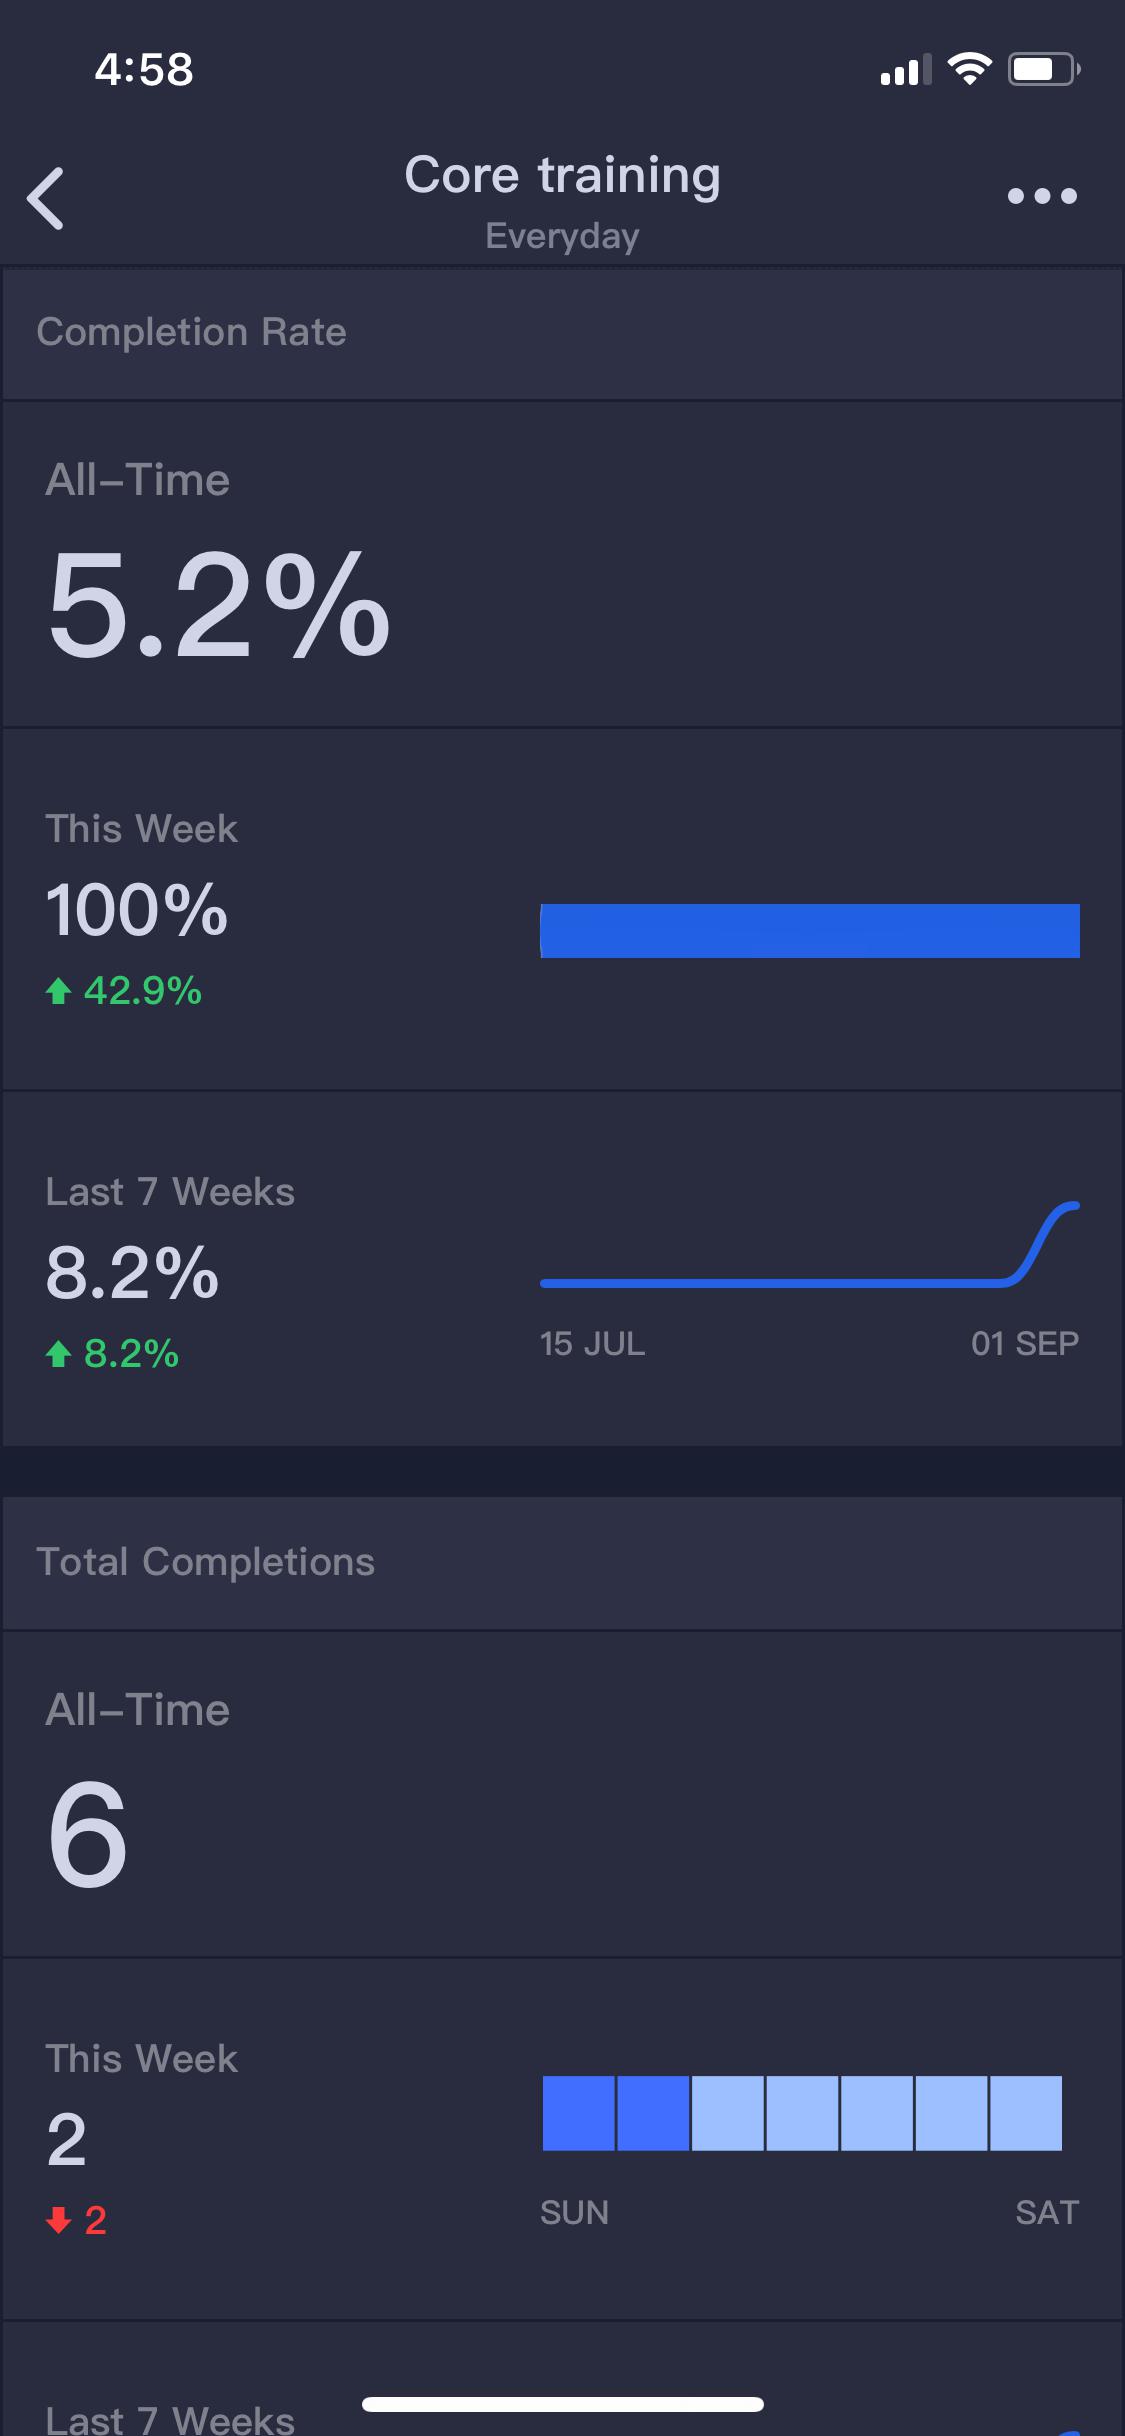 4:58
Core training
Everyday
Completion Rate
All-Time
5.2%
This Week
100%
42.9%
Last 7 Weeks
8.2%
8.2%
15 JUL
01 SEP
Total Completions
All-Time
6
This Week
2
2
SUN
SAT
Last 7 Weeks